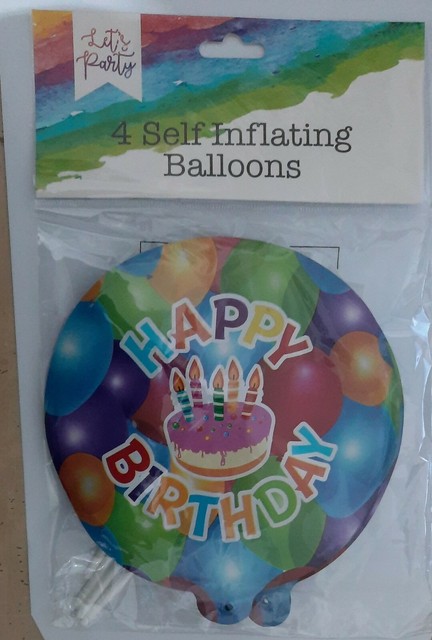 Let's
Party
4 Self Inflating
Balloons
HAPPY
BIRTHDAY